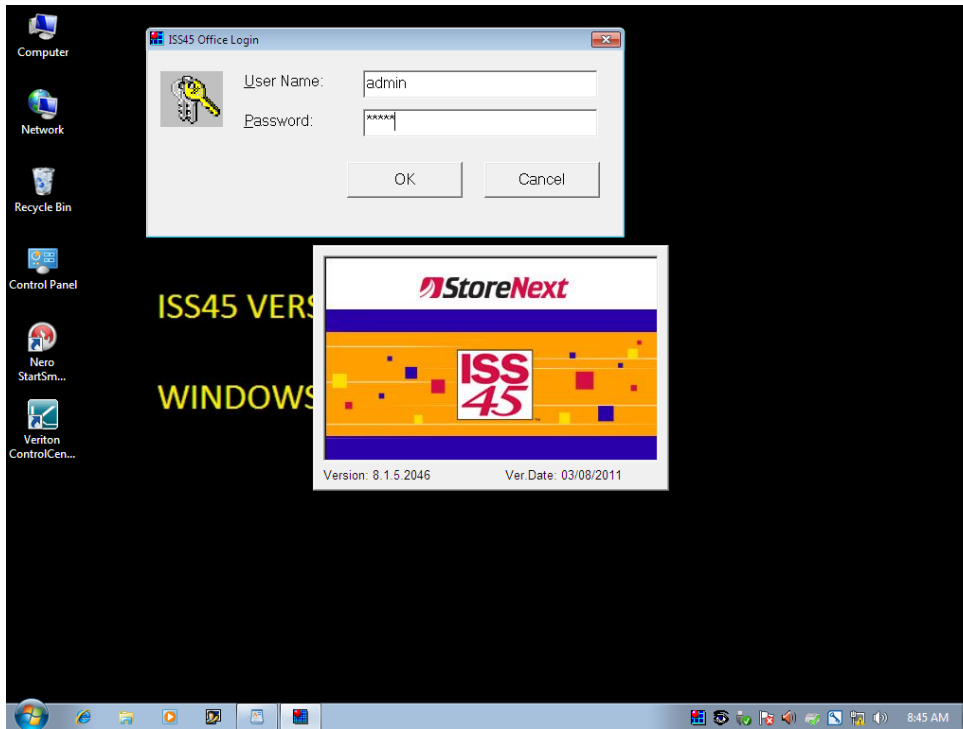 Computer
Network
Recycle Bin
Control Panel
Nero
StartSm...
Veriton
ControlCen...
ISS45 Office Login
User Name:
admin
Password:
*****
OK
Cancel
ISS45 VERS
WINDOWS
StoreNext
ISS
45
Version: 8.1.5.2046
Ver.Date: 03/08/2011
8:45 AM